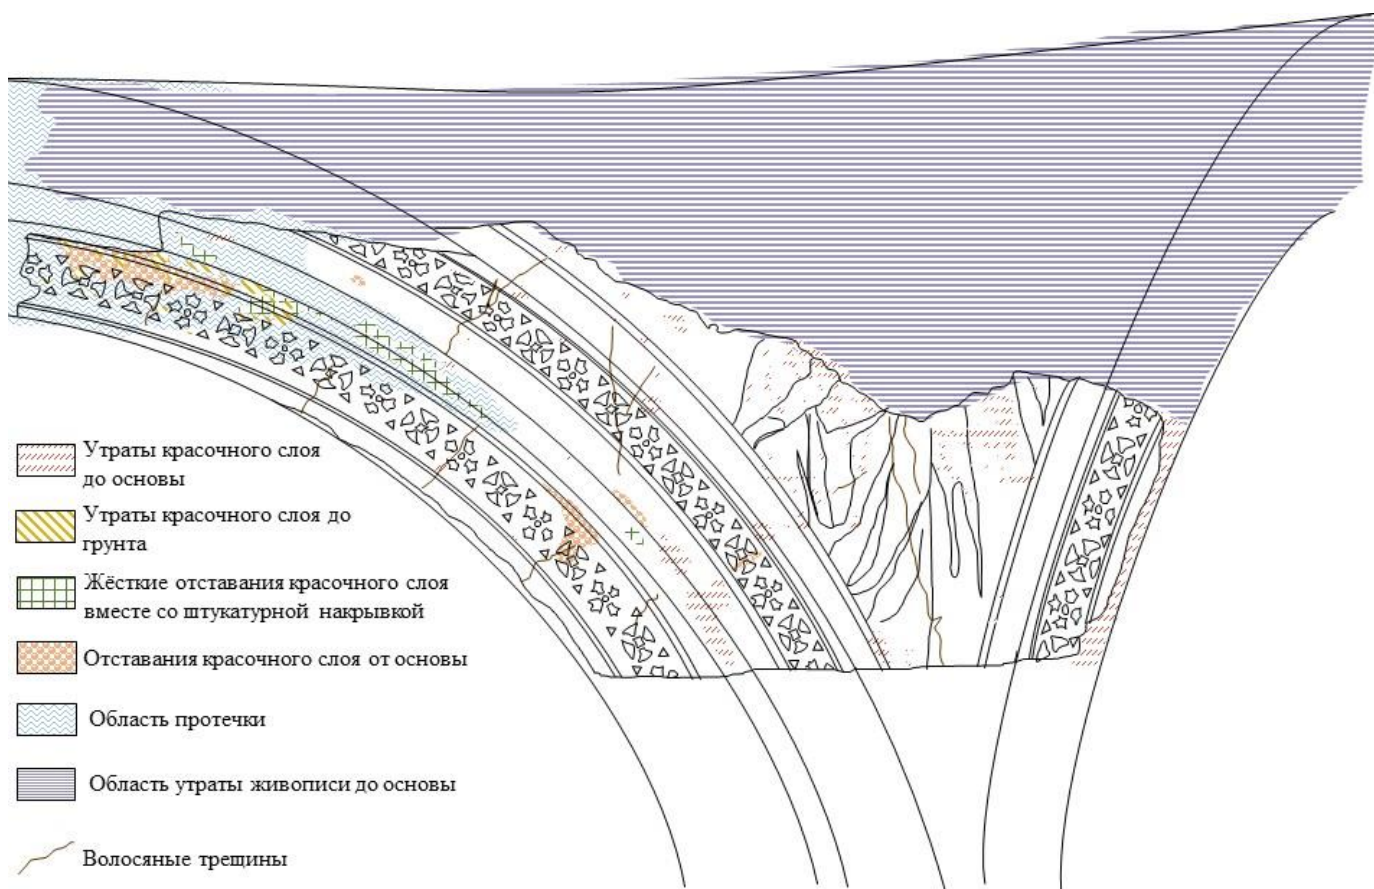 Утраты красочного слоя
до основы
Утраты красочного слоя до
грунта
Жёсткие отставания красочного слоя
вместе со штукатурной накрывкой
Отставания красочного слоя от основы
Область протечки
Область утраты живописи до основы
Волосяные трещины